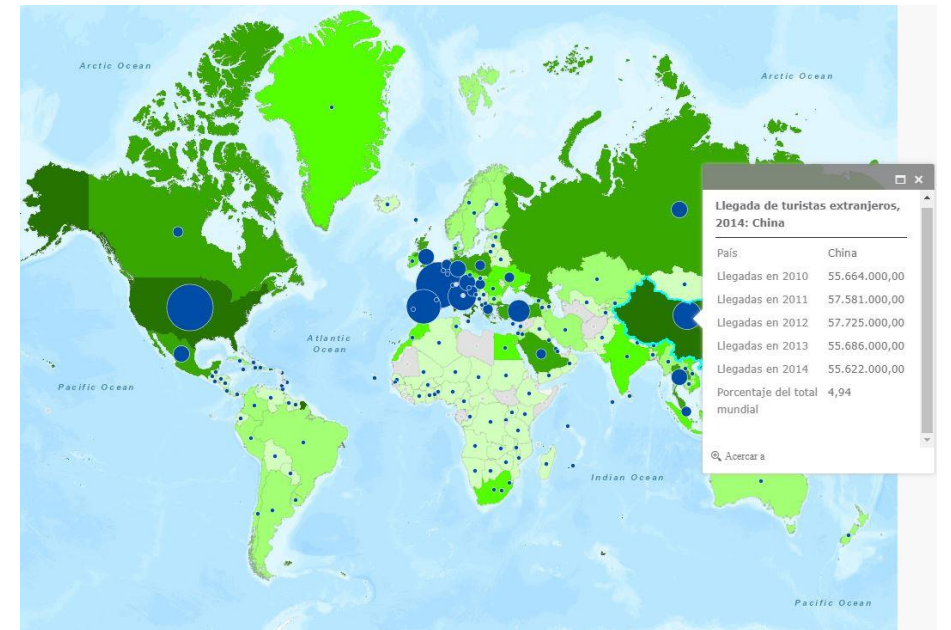 Arctic Ocean
Arctic Ocean
Atlantic
Ocean
Pacific Ocean
Indian Ocean
Pacific Ocean
Llegada de turistas extranjeros,
2014: China
País China
Llegadas en 2010 55.664.000,00
Llegadas en 2011 57.581.000,00
Llegadas en 2012 57.725.000,00
Llegadas en 2013 55.686.000,00
Llegadas en 2014 55.622.000,00
Porcentaje del total 4,94
mundial
Acercar a